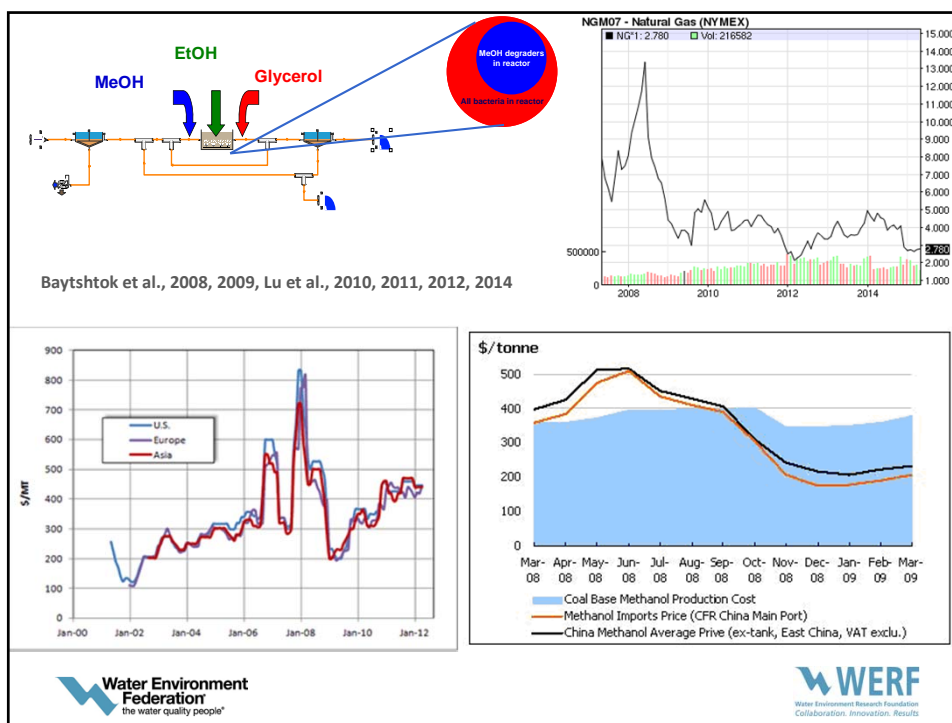 EtOH
MeOH
Glycerol
MeOH degraders
in reactor
All bacteria in reactor
Baytshtok et al., 2008, 2009, Lu et al., 2010, 2011, 2012, 2014
NGM07 - Natural Gas (NYMEX)
NG°1: 2.780 Vol: 216582
15.000
14.000
13.000
12.000
11.000
10.000
9.000
8.000
7.000
6.000
5.000
4.000
3.000
2.780
2.000
1.000
500000
0
2008 2010 2012 2014
900
800
700
600
500
400
300
200
100
0
$/MT
U.S.
Europe
Asia
Jan-00 Jan-02 Jan-04 Jan-06 Jan-08 Jan-10 Jan-12
$/tonne
500
400
300
200
100
0
Mar- Apr- May- Jun- Jul- Aug- Sep- Oct- Nov- Dec- Jan- Feb- Mar-
08 08 08 08 08 08 08 08 08 08 09 09 09
Coal Base Methanol Production Cost
Methanol Imports Price (CFR China Main Port)
China Methanol Average Prive (ex-tank, East China, VAT exclu.)
Water Environment
Federation
the water quality people®
WERF
Water Environment Research Foundation
Collaboration. Innovation. Results